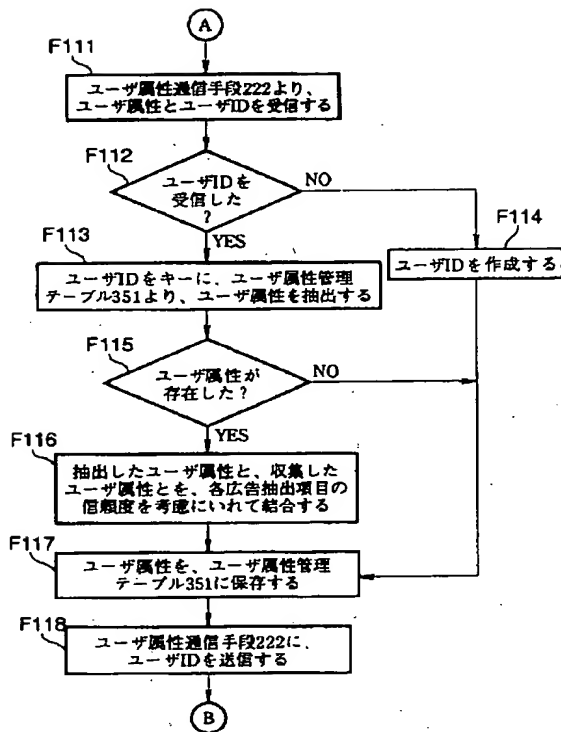 A
F111
ユーザ属性通信手段222より、
ユーザ属性とユーザIDを受信する
F112
ユーザIDを
受信した
?
NO
YES
F113
ユーザIDをキーに、ユーザ属性管理
テーブル351より、ユーザ属性を抽出する
F114
ユーザIDを作成する
F115
ユーザ属性が
存在した?
NO
YES
F116
抽出したユーザ属性と、収集した
ユーザ属性とを、各広告抽出項目の
信頼度を考慮にいれて結合する
F117
ユーザ属性を、ユーザ属性管理
テーブル351に保存する
F118
ユーザ属性通信手段222に、
ユーザIDを送信する
B